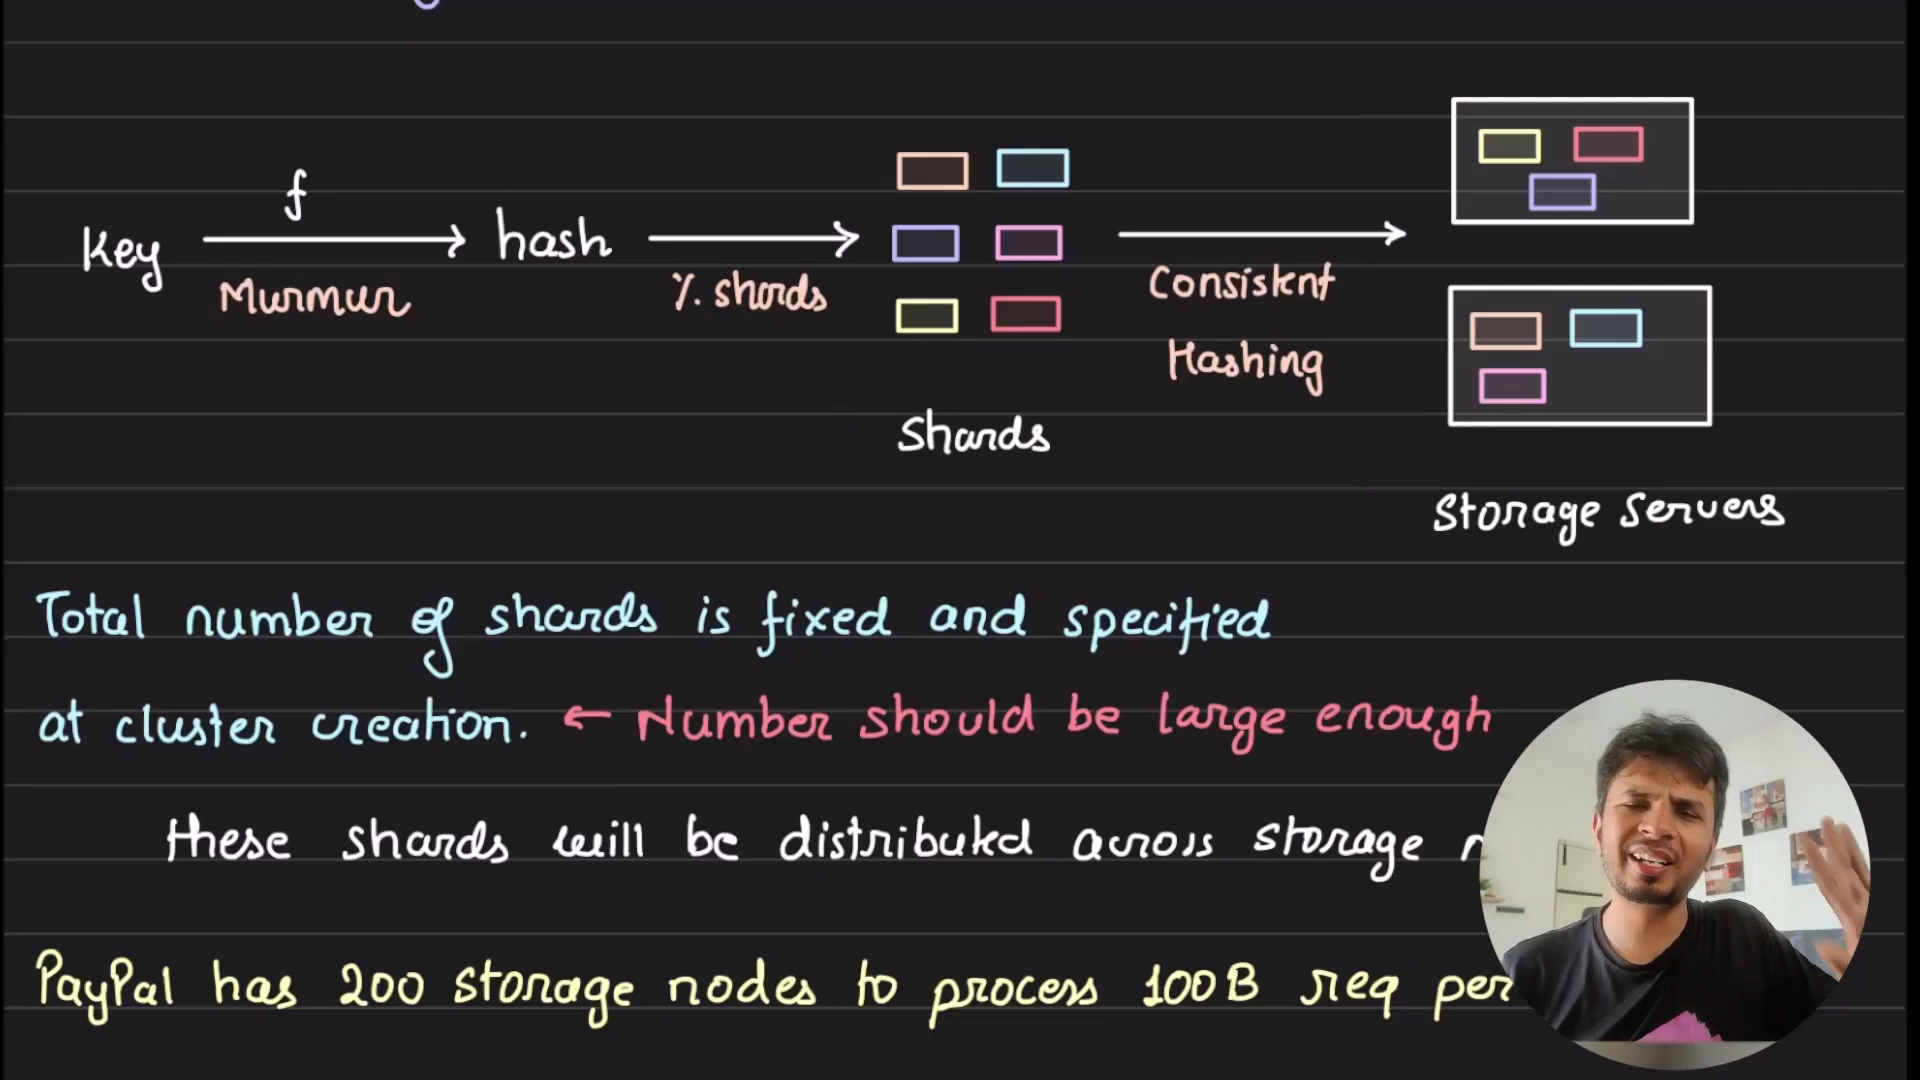 f
Key
hash
Murmur
% shards
Consistent
Hashing
Shards
Storage Servers
Total number of shards is fixed and specified
at cluster creation. ← Number should be large enough
these shards will be distributed across storage
PayPal has 200 storage nodes to process 100B req per